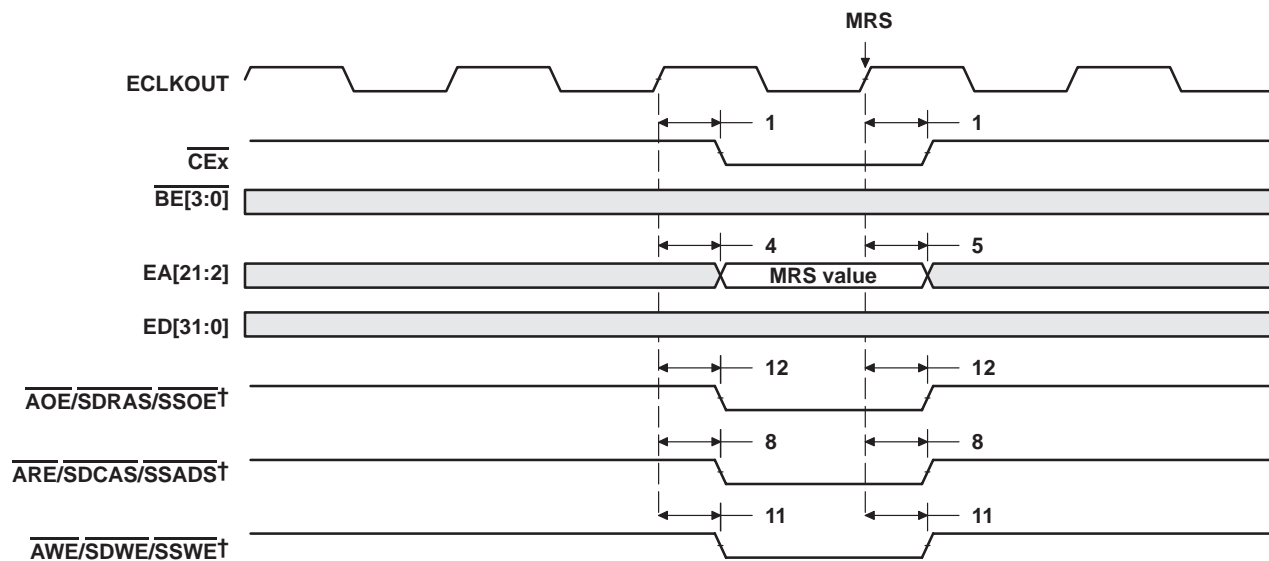 MRS
ECLKOUT
1 1
CEx
BE[3:0]
4 5
EA[21:2] MRS value
ED[31:0]
12 12
AOE/SDRAS/SSOE†
8 8
ARE/SDCAS/SSADS†
11 11
AWE/SDWE/SSWE†